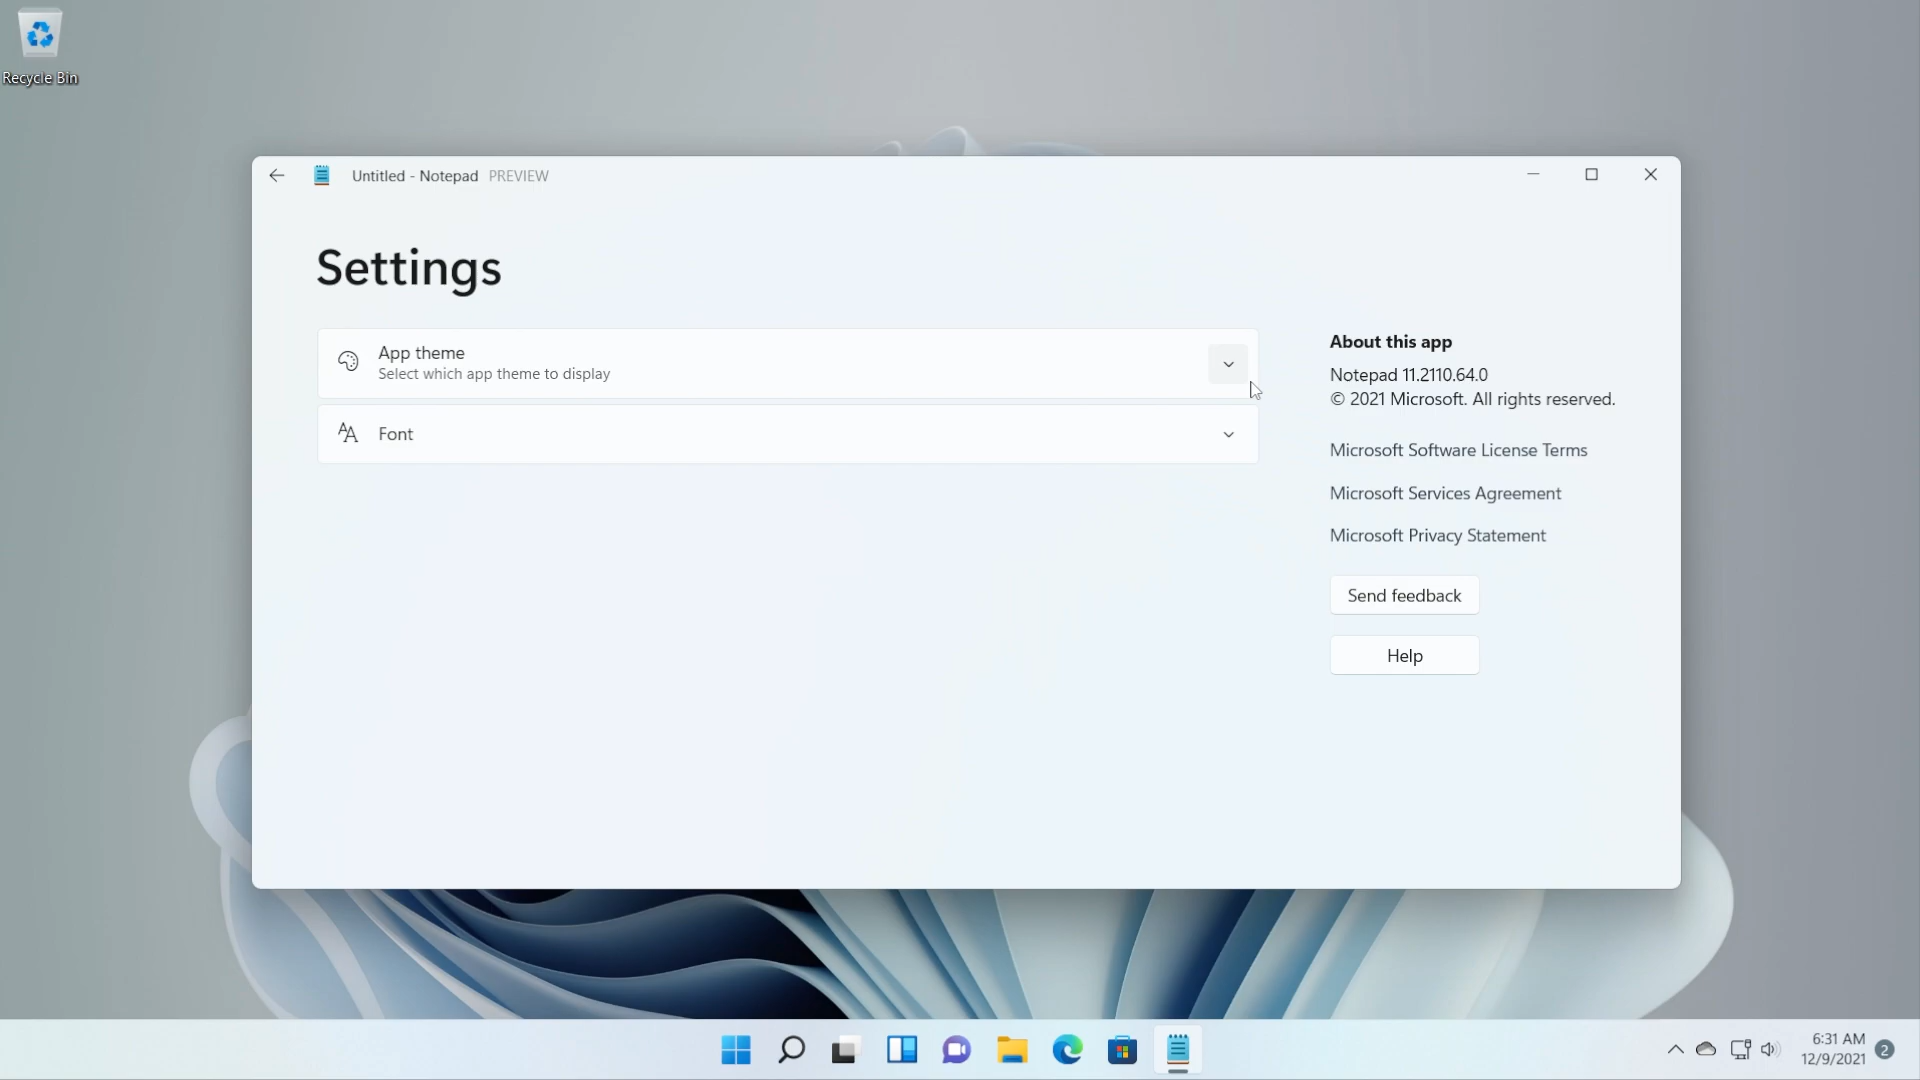 Recycle Bin
Untitled - Notepad PREVIEW
Settings
App theme
Select which app theme to display
Font
About this app
Notepad 11.2110.64.0
© 2021 Microsoft. All rights reserved.
Microsoft Software License Terms
Microsoft Services Agreement
Microsoft Privacy Statement
Send feedback
Help
6:31 AM
12/9/2021
2